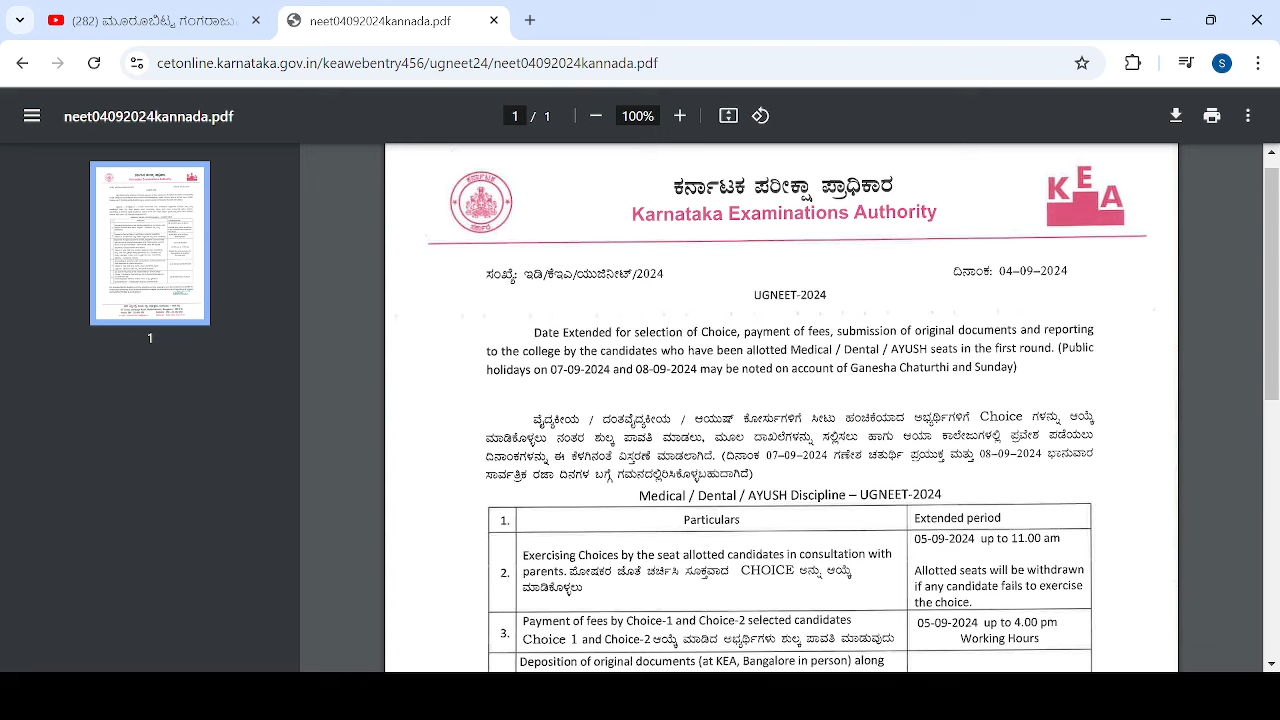 (282) ಮೂರೂಬಿಟ್ಟ ಗಂಗರಾಜು
neet04092024kannada.pdf
cetonline.karnataka.gov.in/keawebentry456/ugneet24/neet04092024kannada.pdf
S
neet04092024kannada.pdf
1 / 1
100%
1
ಕರ್ನಾಟಕ ಪರೀಕ್ಷಾ ಪ್ರಾಧಿಕಾರ
Karnataka Examinations Authority
KEA
ಸಂಖ್ಯೆ: ಇಡಿ/ಕಪ್ರಾ/ಯುಜಿನೀಟ್/2024
ದಿನಾಂಕ: 04-09-2024
UGNEET-2024
Date Extended for selection of Choice, payment of fees, submission of original documents and reporting
to the college by the candidates who have been allotted Medical / Dental / AYUSH seats in the first round. (Public
holidays on 07-09-2024 and 08-09-2024 may be noted on account of Ganesha Chaturthi and Sunday)
ವೈದ್ಯಕೀಯ / ದಂತವೈದ್ಯಕೀಯ / ಆಯುಷ್ ಕೋರ್ಸುಗಳಿಗೆ ಸೀಟು ಹಂಚಿಕೆಯಾದ ಅಭ್ಯರ್ಥಿಗಳಿಗೆ Choice ಗಳನ್ನು ಆಯ್ಕೆ
ಮಾಡಿಕೊಳ್ಳಲು ನಂತರ ಶುಲ್ಕ ಪಾವತಿ ಮಾಡಲು, ಮೂಲ ದಾಖಲೆಗಳನ್ನು ಸಲ್ಲಿಸಲು ಹಾಗು ಆಯಾ ಕಾಲೇಜುಗಳಲ್ಲಿ ಪ್ರವೇಶ ಪಡೆಯಲು
ದಿನಾಂಕಗಳನ್ನು ಈ ಕೆಳಗಿನಂತೆ ವಿಸ್ತರಣೆ ಮಾಡಲಾಗಿದೆ. (ದಿನಾಂಕ 07-09-2024 ಗಣೇಶ ಚತುರ್ಥಿ ಪ್ರಯುಕ್ತ ಮತ್ತು 08-09-2024 ಭಾನುವಾರ
ಸಾರ್ವತ್ರಿಕ ರಜಾ ದಿನಗಳ ಬಗ್ಗೆ ಗಮನದಲ್ಲಿರಿಸಿಕೊಳ್ಳಬಹುದಾಗಿದೆ)
Medical / Dental / AYUSH Discipline – UGNEET-2024
1. Particulars Extended period
2. Exercising Choices by the seat allotted candidates in consultation with
parents. ಪೋಷಕರ ಜೊತೆ ಚರ್ಚಿಸಿ ಸೂಕ್ತವಾದ CHOICE ಅನ್ನು ಆಯ್ಕೆ
ಮಾಡಿಕೊಳ್ಳಲು
05-09-2024 up to 11.00 am
Allotted seats will be withdrawn
if any candidate fails to exercise
the choice.
3. Payment of fees by Choice-1 and Choice-2 selected candidates
Choice 1 and Choice-2 ಆಯ್ಕೆ ಮಾಡಿದ ಅಭ್ಯರ್ಥಿಗಳು ಶುಲ್ಕ ಪಾವತಿ ಮಾಡುವುದು
05-09-2024 up to 4.00 pm
Working Hours
Deposition of original documents (at KEA, Bangalore in person) along